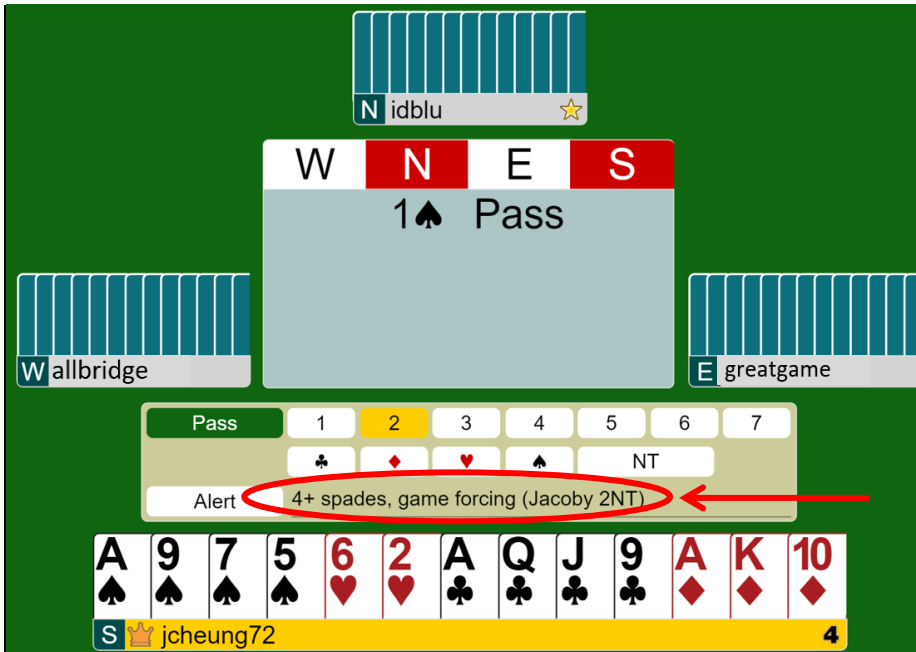 N idblu
W N E S
1♠ Pass
W allbridge
E greatgame
Pass 1 2 3 4 5 6 7
♣ ♦ ♥ ♠ NT
Alert 4+ spades, game forcing (Jacoby 2NT)
A 9 7 5 6 2 A Q J 9 A K 10
♠ ♠ ♠ ♠ ♥ ♥ ♣ ♣ ♣ ♣ ♦ ♦ ♦
S jcheung72 4